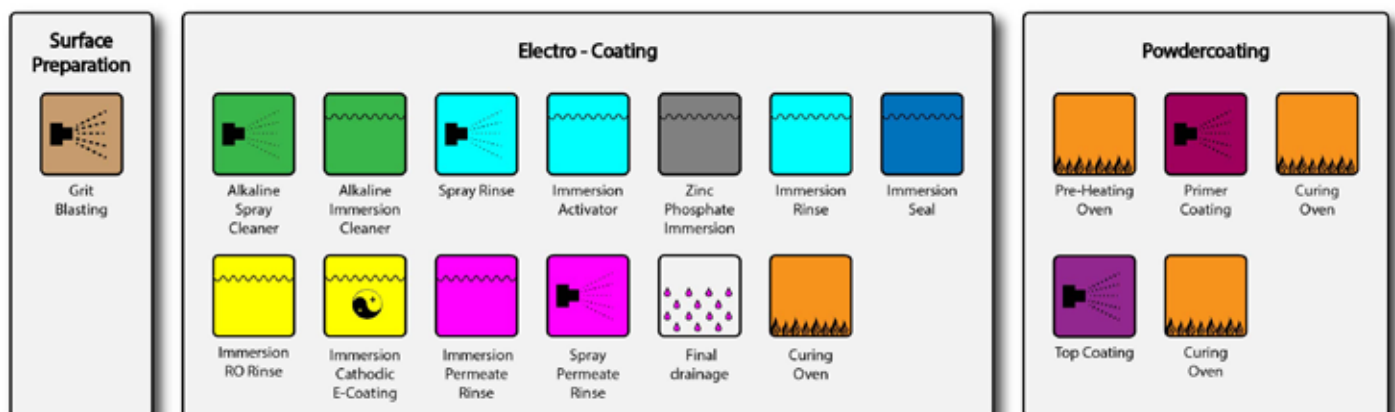 Surface
Preparation
Grit
Blasting
Electro - Coating
Alkaline
Spray
Cleaner
Alkaline
Immersion
Cleaner
Spray Rinse
Immersion
Activator
Zinc
Phosphate
Immersion
Immersion
Rinse
Immersion
Seal
Immersion
RO Rinse
Immersion
Cathodic
E-Coating
Immersion
Permeate
Rinse
Spray
Permeate
Rinse
Final
drainage
Curing
Oven
Powdercoating
Pre-Heating
Oven
Primer
Coating
Curing
Oven
Top Coating
Curing
Oven